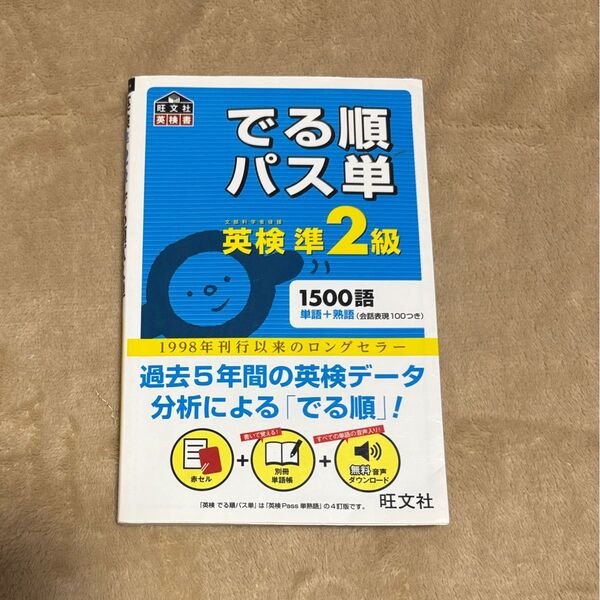 旺文社
英検書
でる順
パス単
文部科学省後援
英検 準2級
1500語
単語＋熟語（会話表現100つき）
1998年刊行以来のロングセラー
過去5年間の英検データ
分析による「でる順」！
書いて覚える！
すべての単語の音声入り！
赤セル
＋
別冊
単語帳
＋
無料音声
ダウンロード
「英検 でる順パス単」は「英検Pass 単熟語」の4訂版です。
旺文社